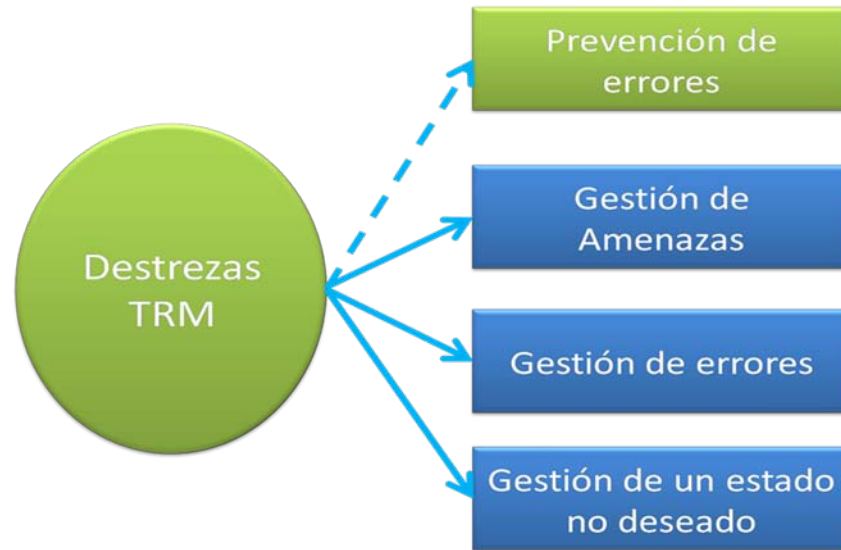 Prevención de
errores
Gestión de
Amenazas
Destrezas
TRM
Gestión de errores
Gestión de un estado
no deseado